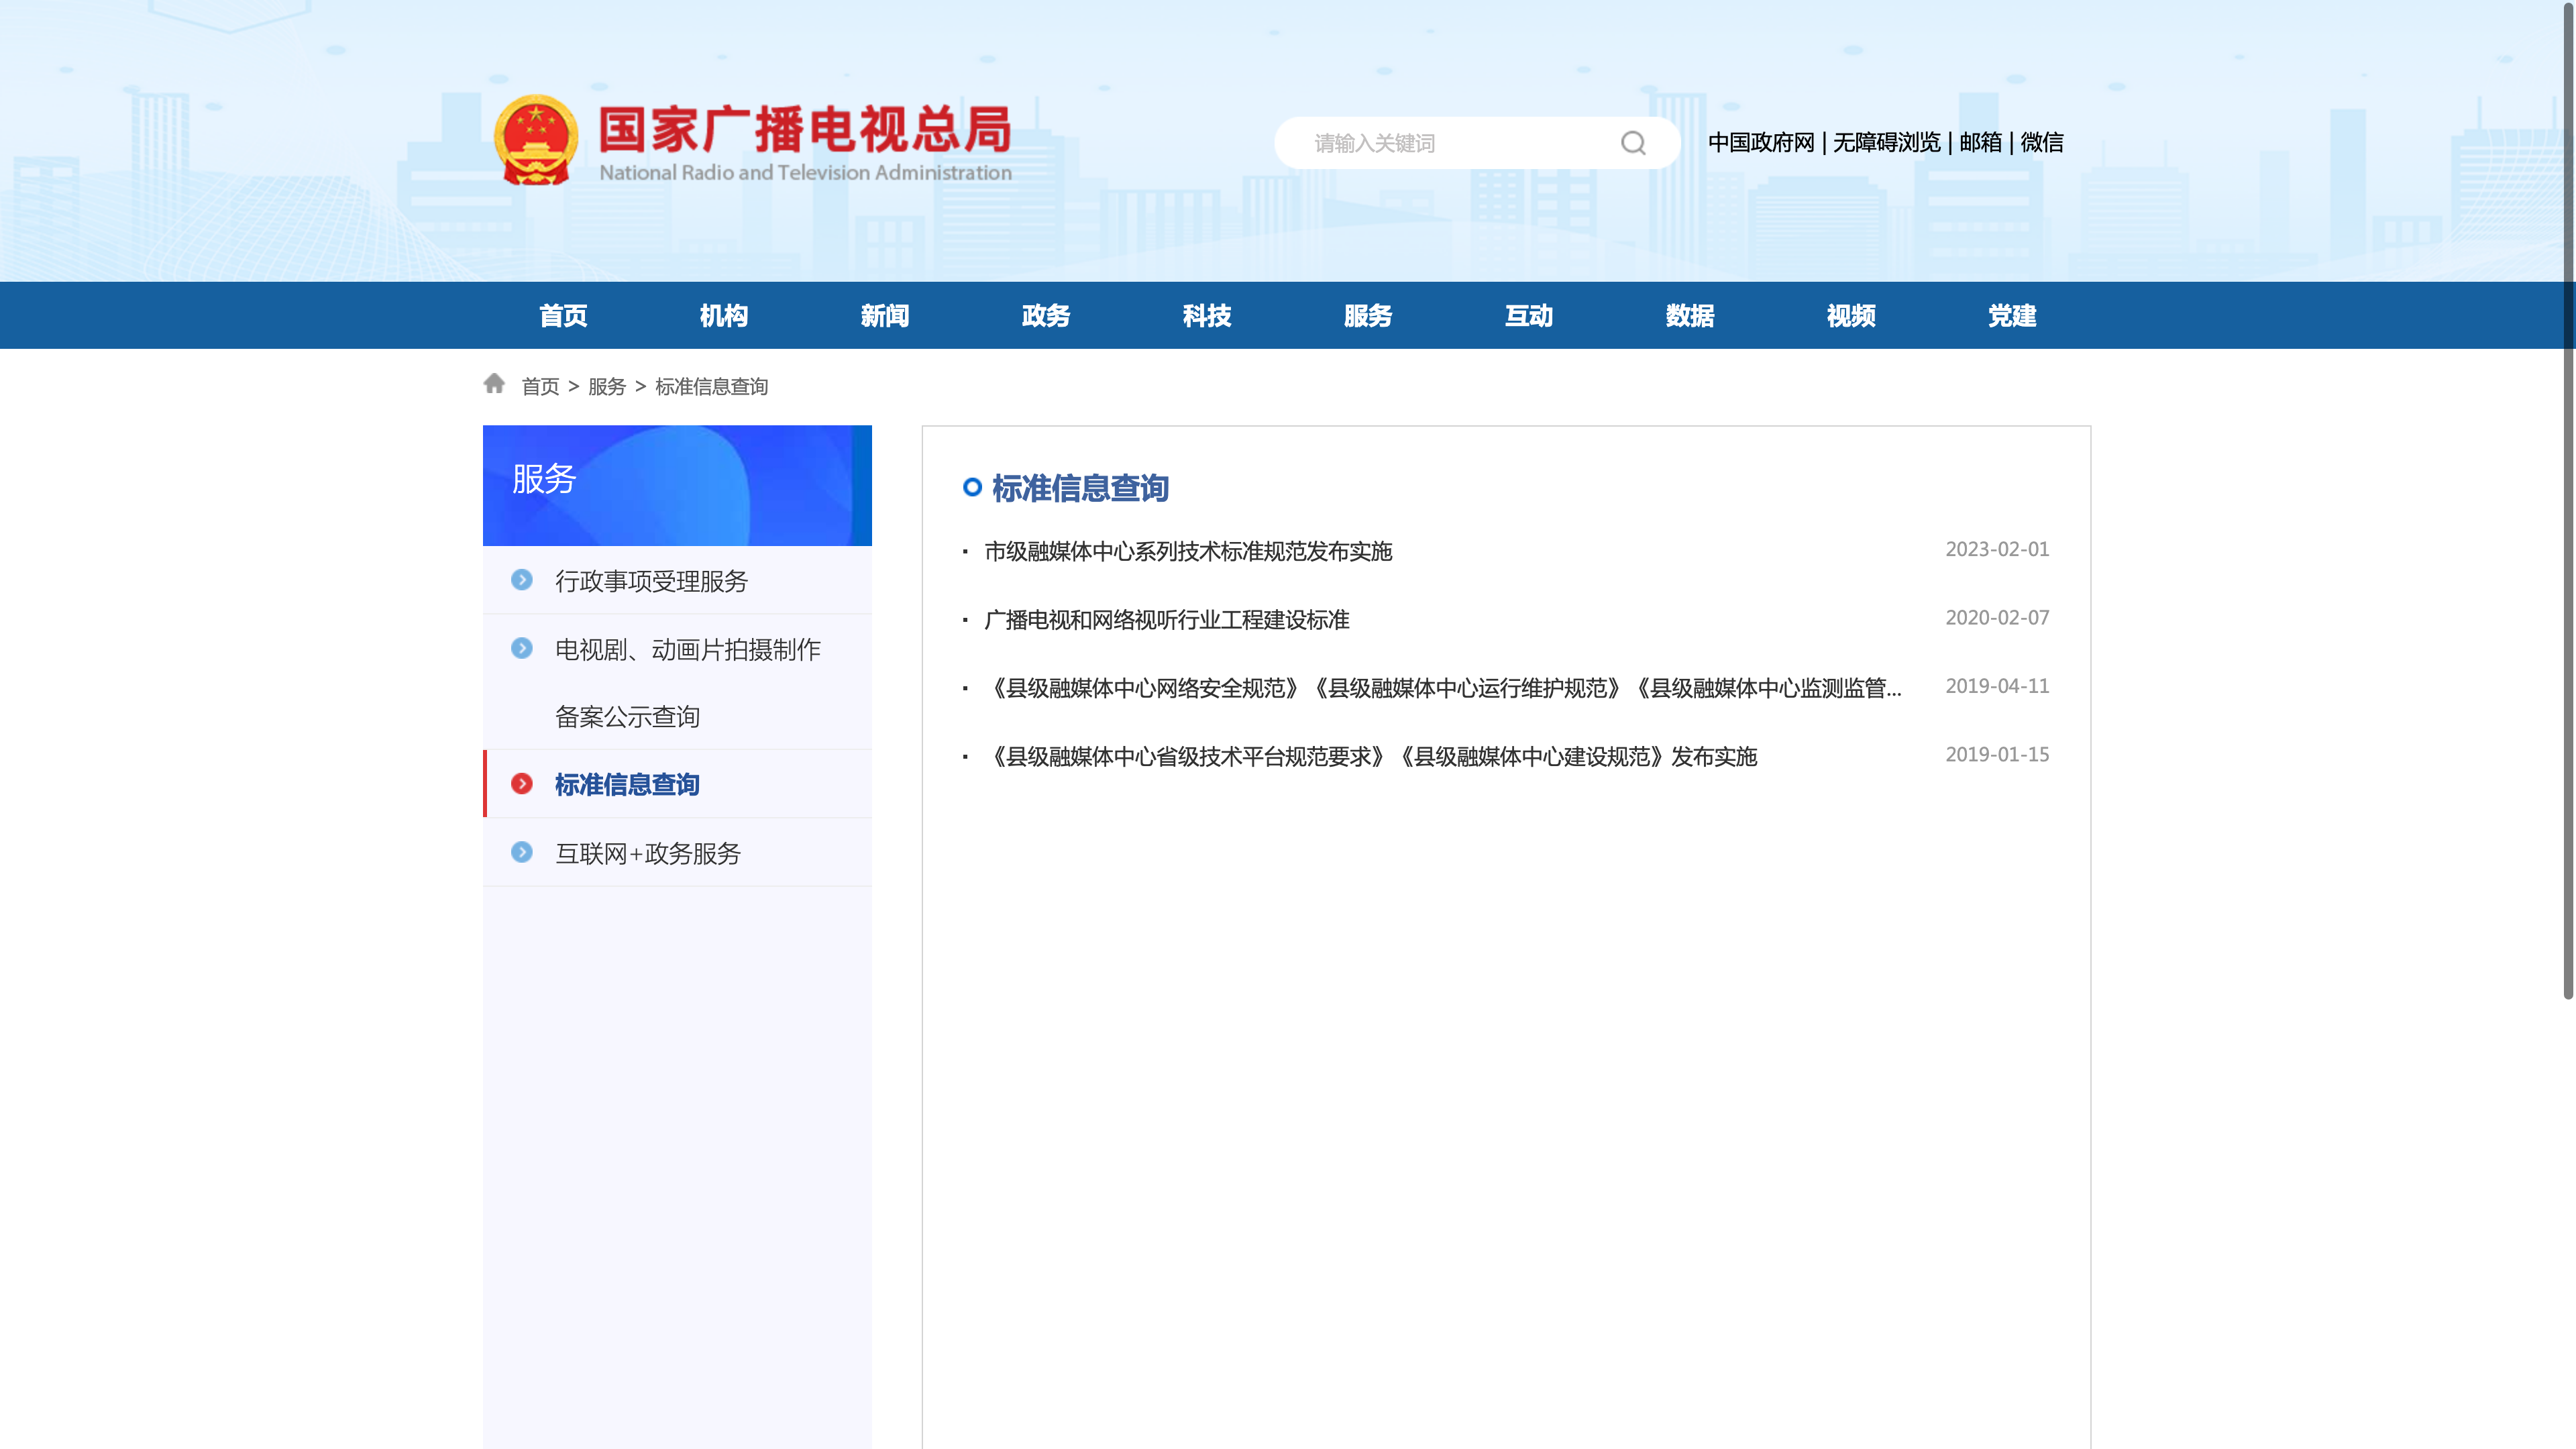 国家广播电视总局
National Radio and Television Administration
请输入关键词
中国政府网 | 无障碍浏览 | 邮箱 | 微信
首页 机构 新闻 政务 科技 服务 互动 数据 视频 党建
首页 > 服务 > 标准信息查询
服务
行政事项受理服务
电视剧、动画片拍摄制作
备案公示查询
标准信息查询
互联网+政务服务
标准信息查询
市级融媒体中心系列技术标准规范发布实施 2023-02-01
广播电视和网络视听行业工程建设标准 2020-02-07
《县级融媒体中心网络安全规范》《县级融媒体中心运行维护规范》《县级融媒体中心监测监管... 2019-04-11
《县级融媒体中心省级技术平台规范要求》《县级融媒体中心建设规范》发布实施 2019-01-15